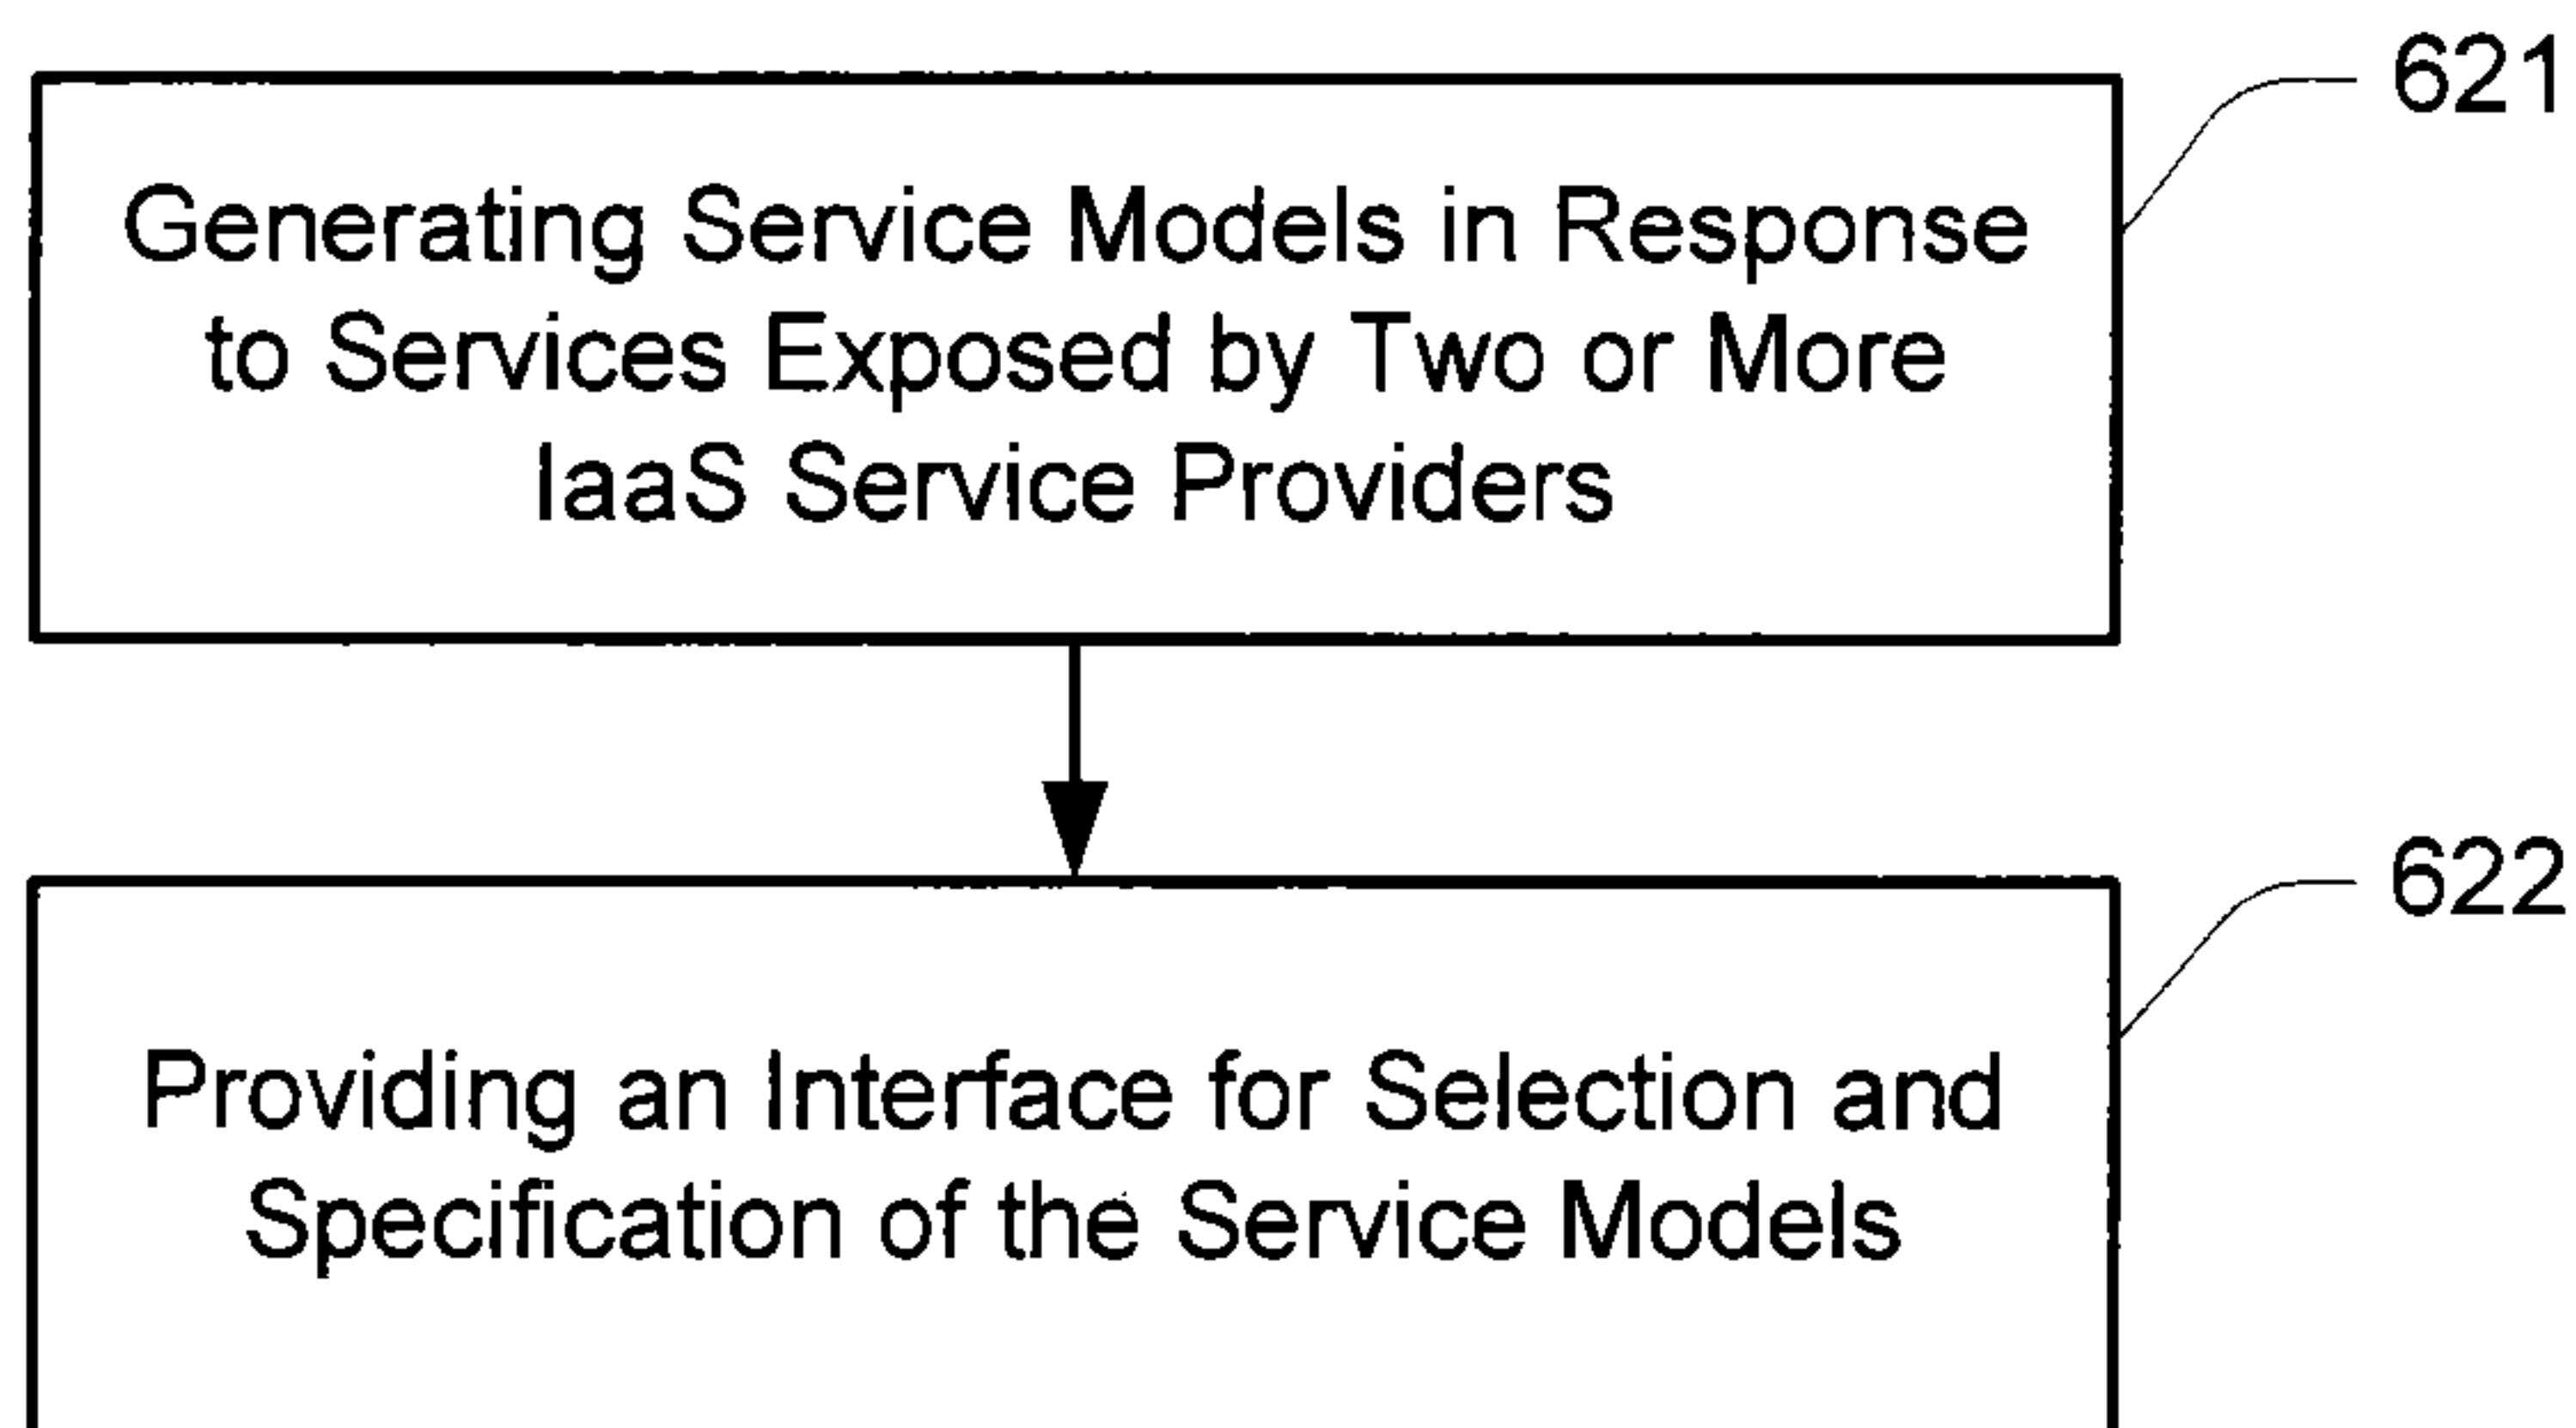 621
Generating Service Models in Response
to Services Exposed by Two or More
IaaS Service Providers
622
Providing an Interface for Selection and
Specification of the Service Models